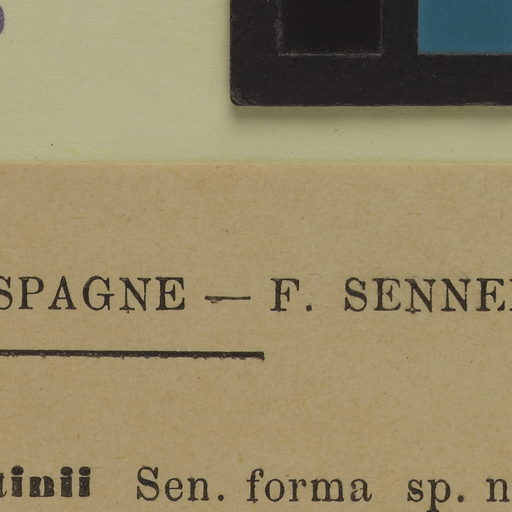 SPAGNE — F. SENNE
tinii Sen. forma sp. n